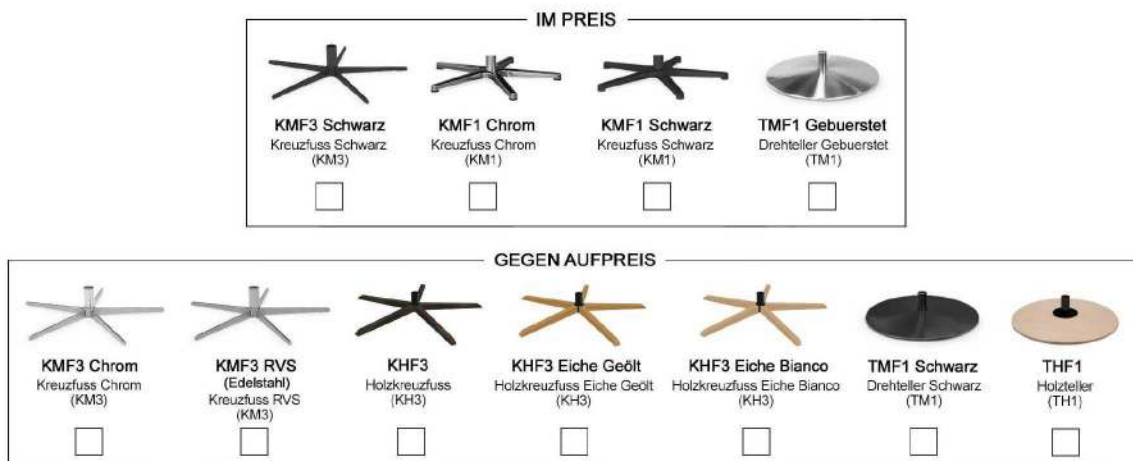 IM PREIS
KMF3 Schwarz
Kreuzfuss Schwarz
(KM3)
KMF1 Chrom
Kreuzfuss Chrom
(KM1)
KMF1 Schwarz
Kreuzfuss Schwarz
(KM1)
TMF1 Gebuerstet
Drehteller Gebuerstet
(TM1)
GEGEN AUFPREIS
KMF3 Chrom
Kreuzfuss Chrom
(KM3)
KMF3 RVS
(Edelstahl)
Kreuzfuss RVS
(KM3)
KHF3
Holzkreuzfuss
(KH3)
KHF3 Eiche Geölt
Holzkreuzfuss Eiche Geölt
(KH3)
KHF3 Eiche Bianco
Holzkreuzfuss Eiche Bianco
(KH3)
TMF1 Schwarz
Drehteller Schwarz
(TM1)
THF1
Holzteller
(TH1)